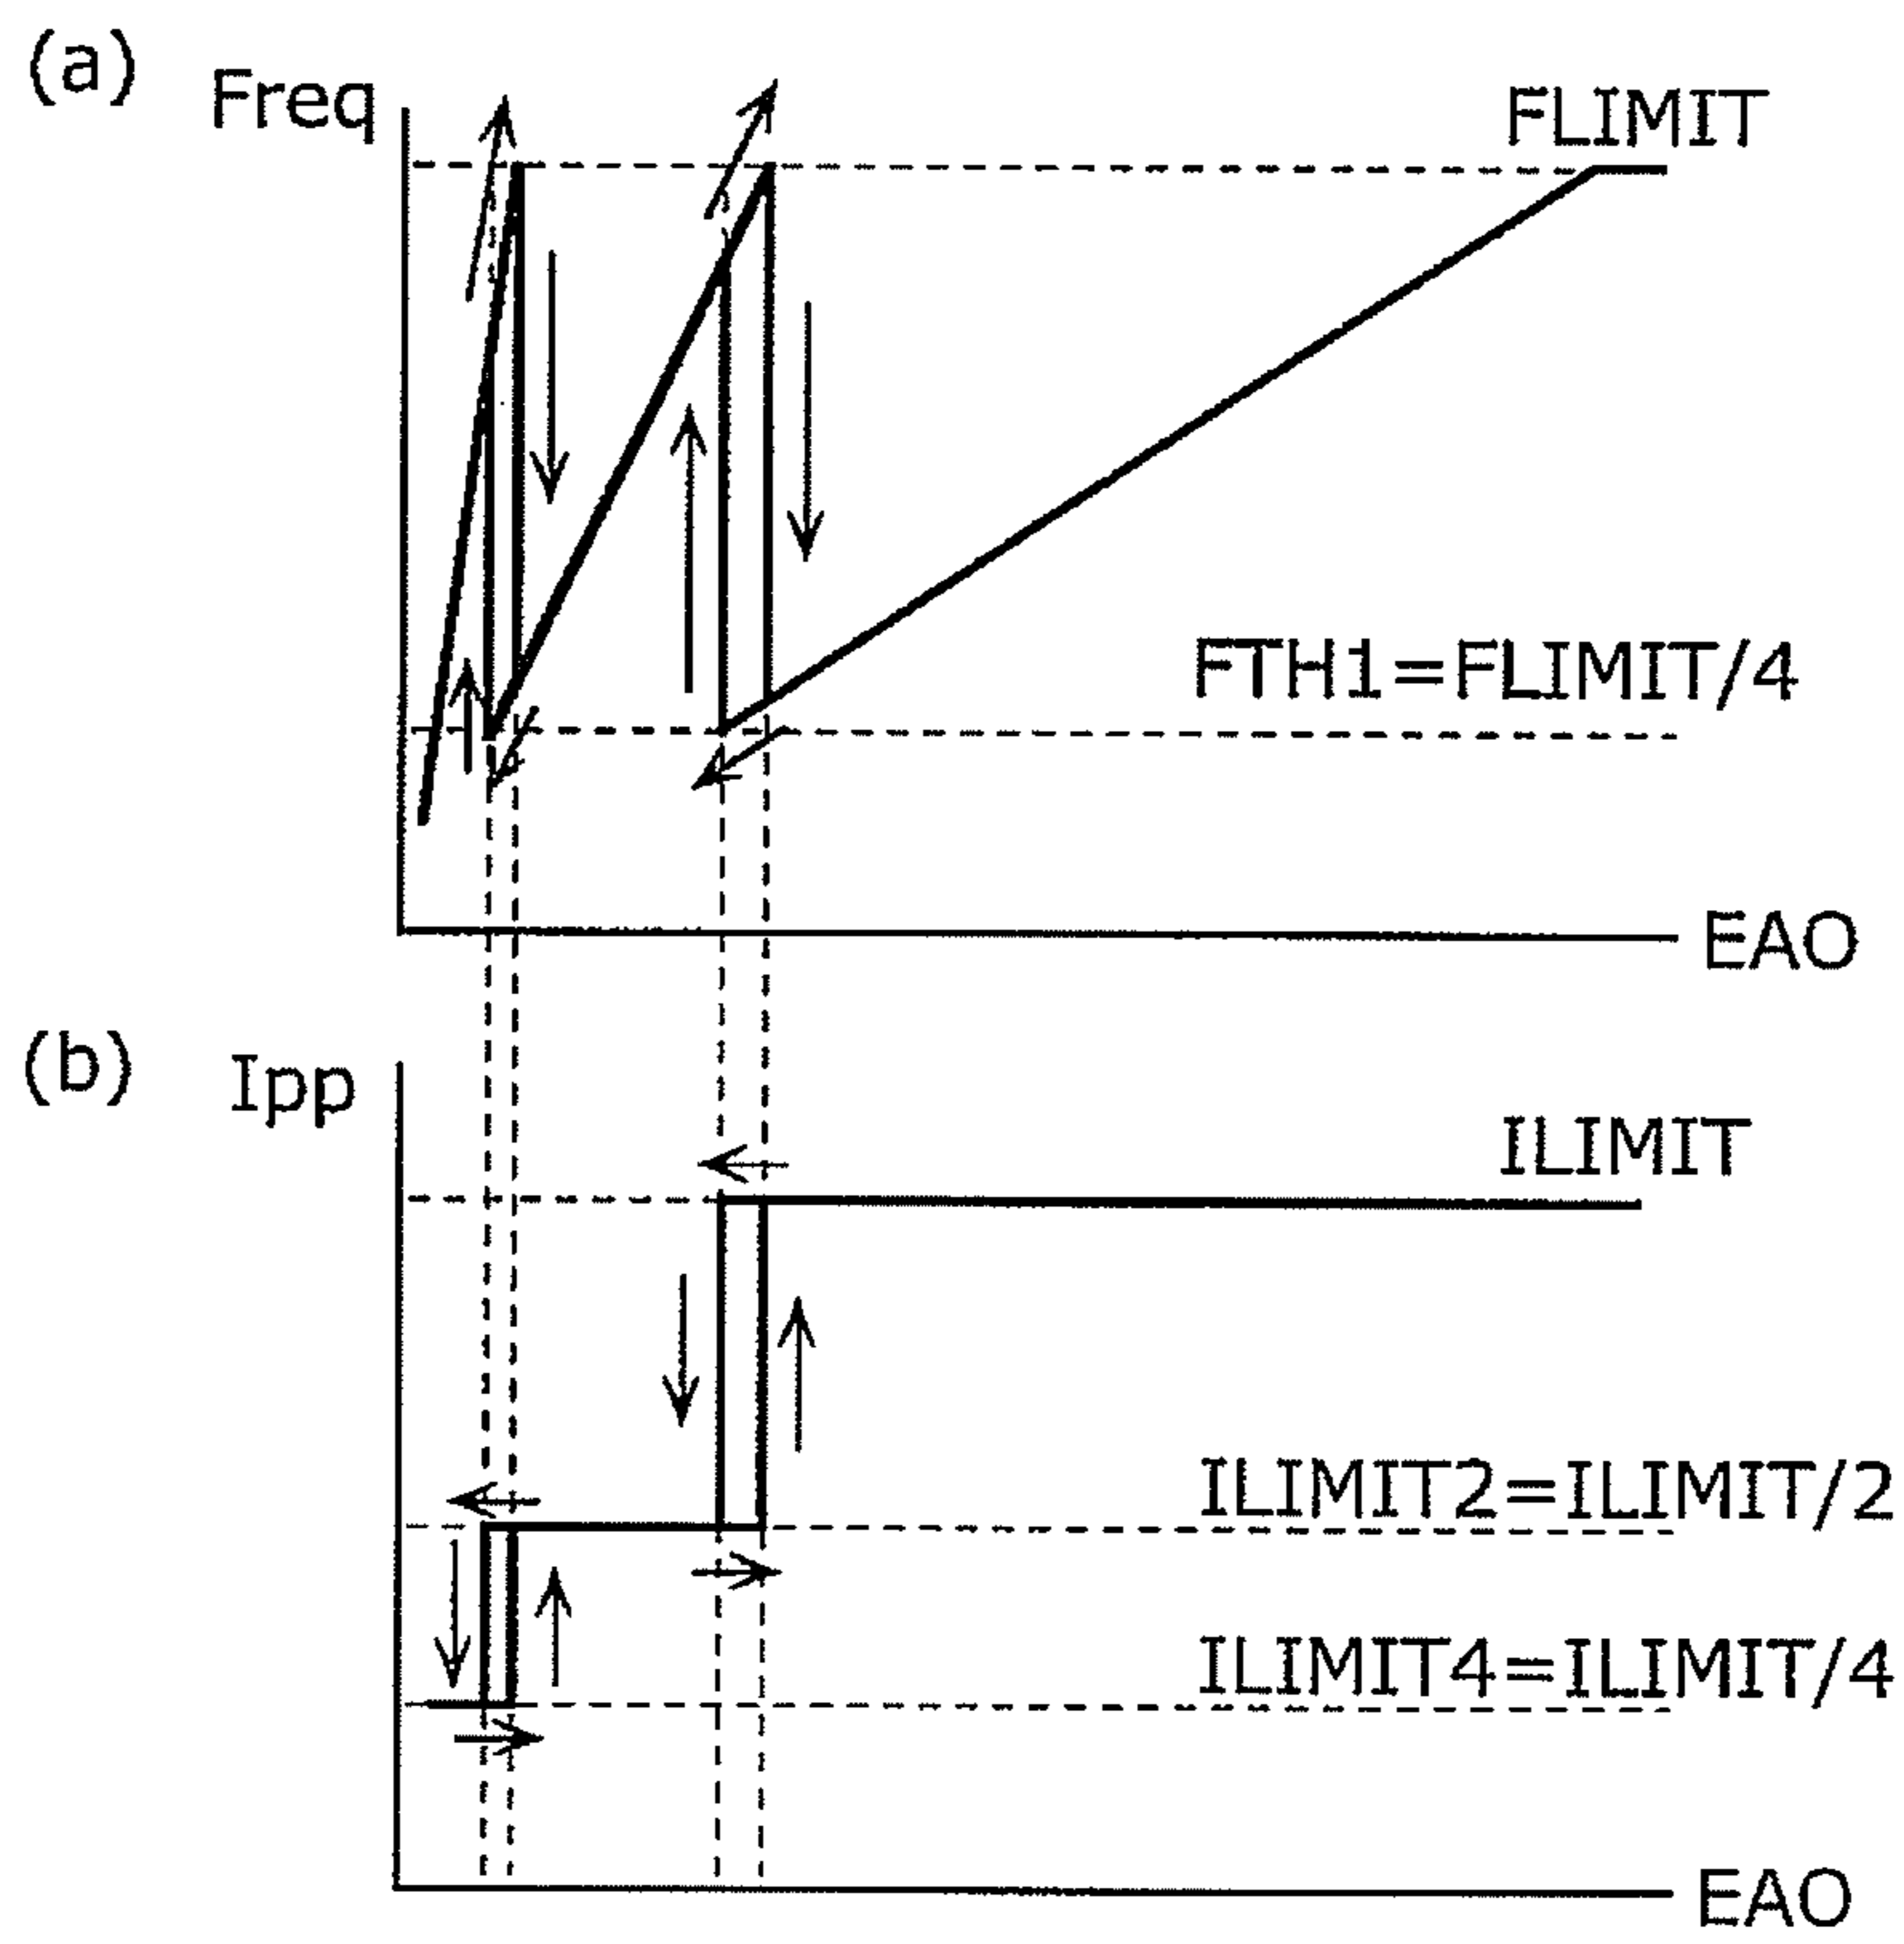 (a)
Freq
FLIMIT
FTH1=FLIMIT/4
EAO
(b)
Ipp
ILIMIT
ILIMIT2=ILIMIT/2
ILIMIT4=ILIMIT/4
EAO